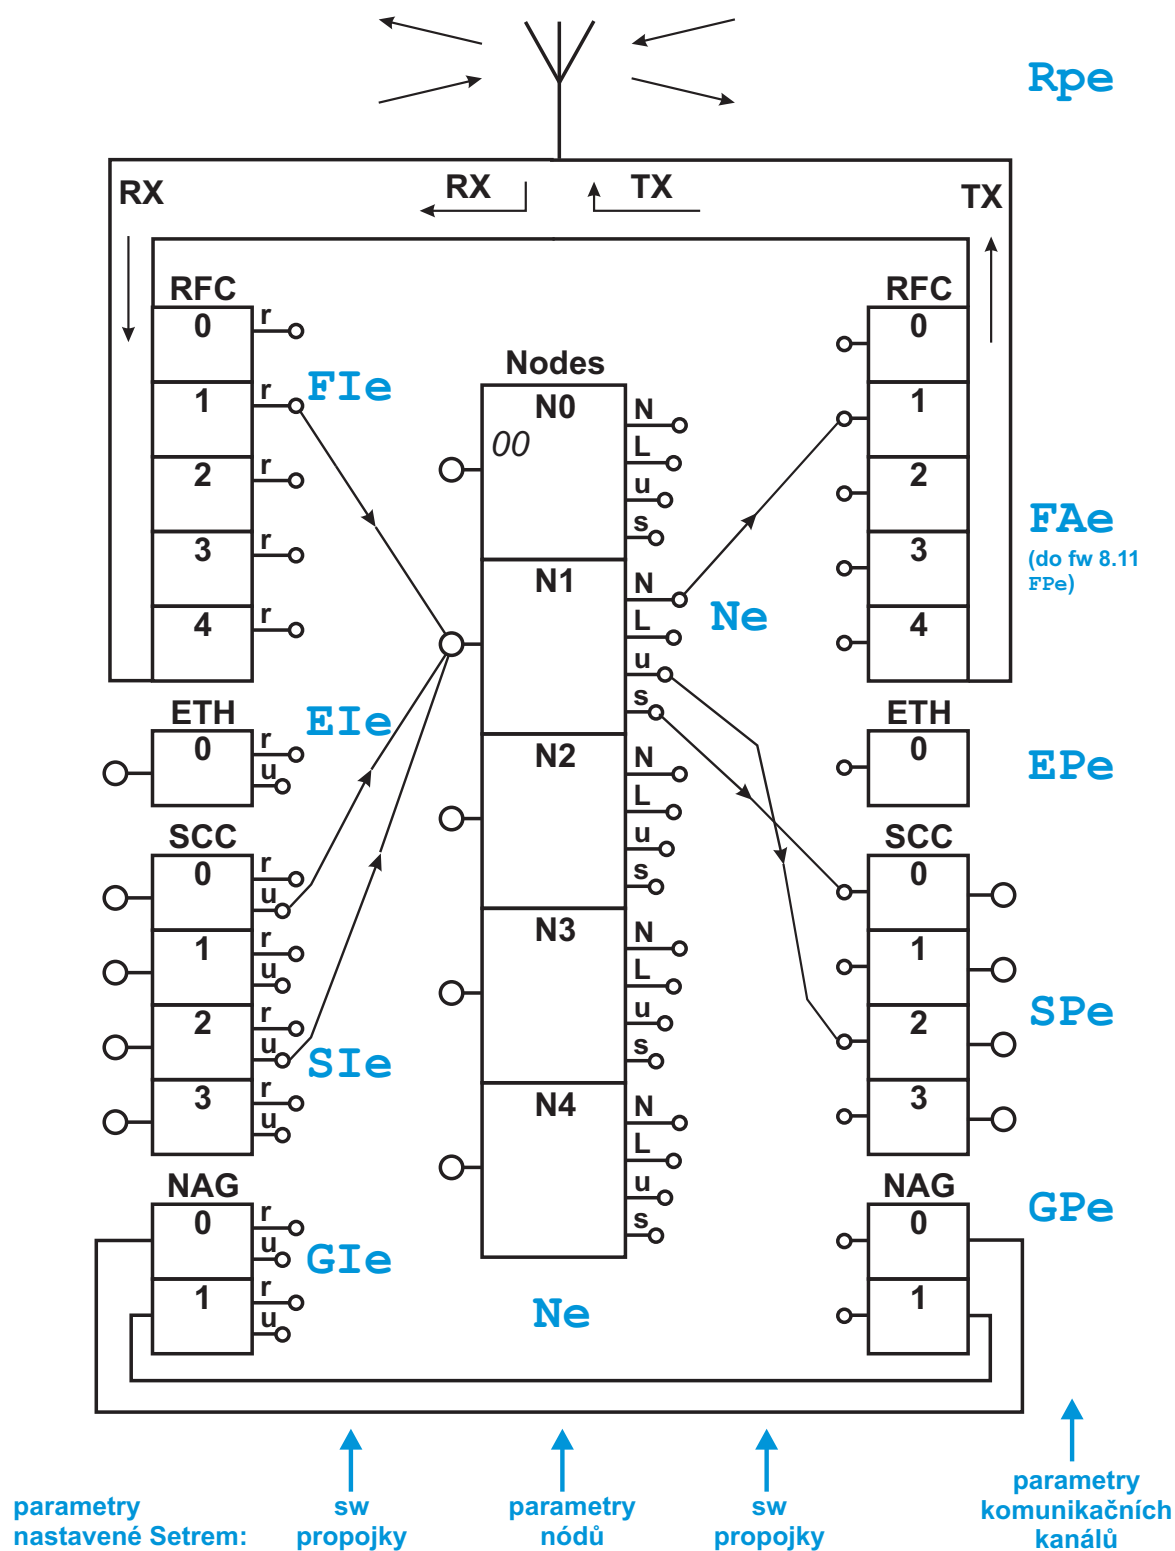 Rpe
RX
RX
TX
TX
RFC
0
r
1
r
2
r
3
r
4
r
FIe
ETH
0
r
u
EIe
SCC
0
r
u
1
r
u
2
r
u
3
r
u
SIe
NAG
0
r
u
1
r
u
GIe
Nodes
N0
00
N
L
u
s
N1
N
L
u
s
N2
N
L
u
s
N3
N
L
u
s
N4
N
L
u
s
Ne
Ne
RFC
0
1
2
3
4
FAe
(do fw 8.11
FPe)
ETH
0
EPe
SCC
0
1
2
3
SPe
NAG
0
1
GPe
parametry
nastavené Setrem:
sw
propojky
parametry
nódů
sw
propojky
parametry
komunikačních
kanálů